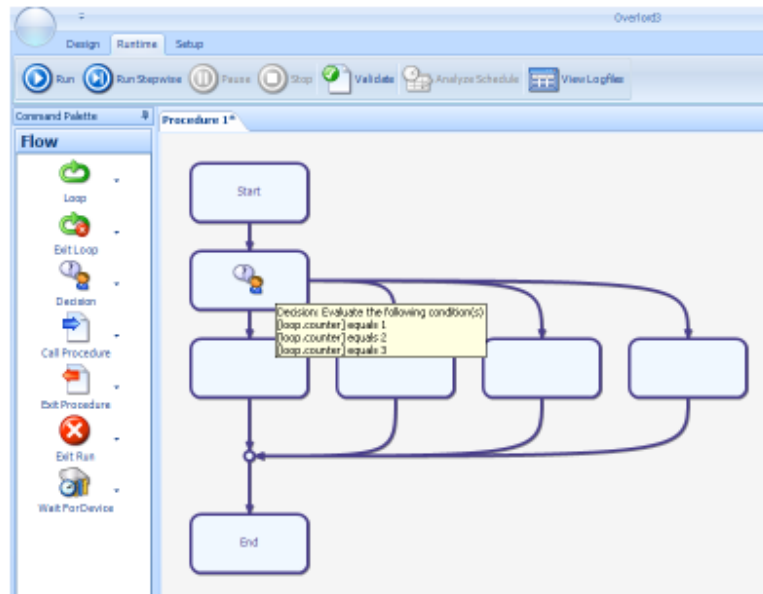 Overlord3
Design Runtime Setup
Run Run Stepwise Pause Stop Validate Analyze Schedule View Logfiles
Command Palette
Procedure 1*
Flow
Loop
Exit Loop
Decision
Call Procedure
Exit Procedure
Exit Run
Wait For Device
Start
Decision: Evaluate the following condition(s)
[loop.counter] equals 1
[loop.counter] equals 2
[loop.counter] equals 3
End